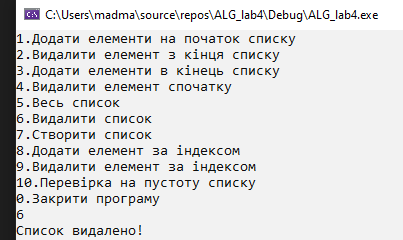 C:\Users\madma\source\repos\ALG_lab4\Debug\ALG_lab4.exe
1.Додати елементи на початок списку
2.Видалити елемент з кінця списку
3.Додати елементи в кінець списку
4.Видалити елемент спочатку
5.Весь список
6.Видалити список
7.Створити список
8.Додати елемент за індексом
9.Видалити елемент за індексом
10.Перевірка на пустоту списку
0.Закрити програму
6
Список видалено!